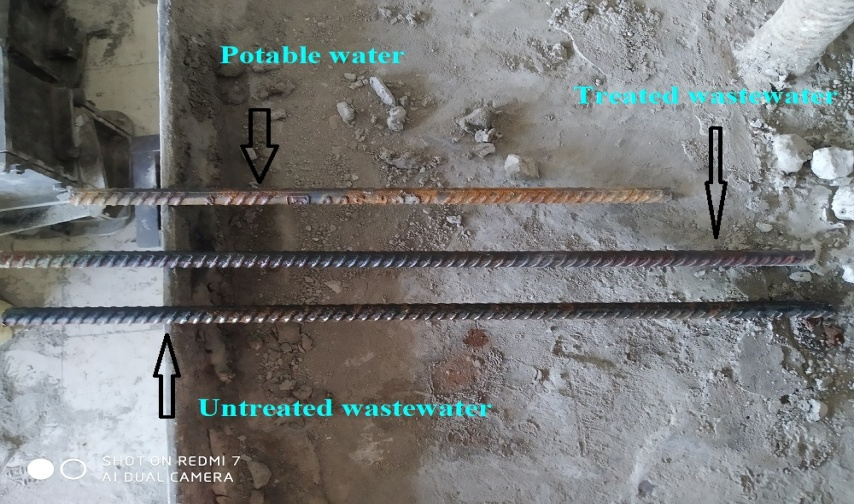 Potable water
Treated wastewater
Untreated wastewater
SHOT ON REDMI 7
AI DUAL CAMERA